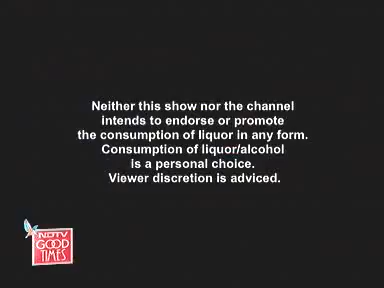 Neither this show nor the channel
intends to endorse or promote
the consumption of liquor in any form.
Consumption of liquor/alcohol
is a personal choice.
Viewer discretion is adviced.
NDTV
GOOD
TIMES